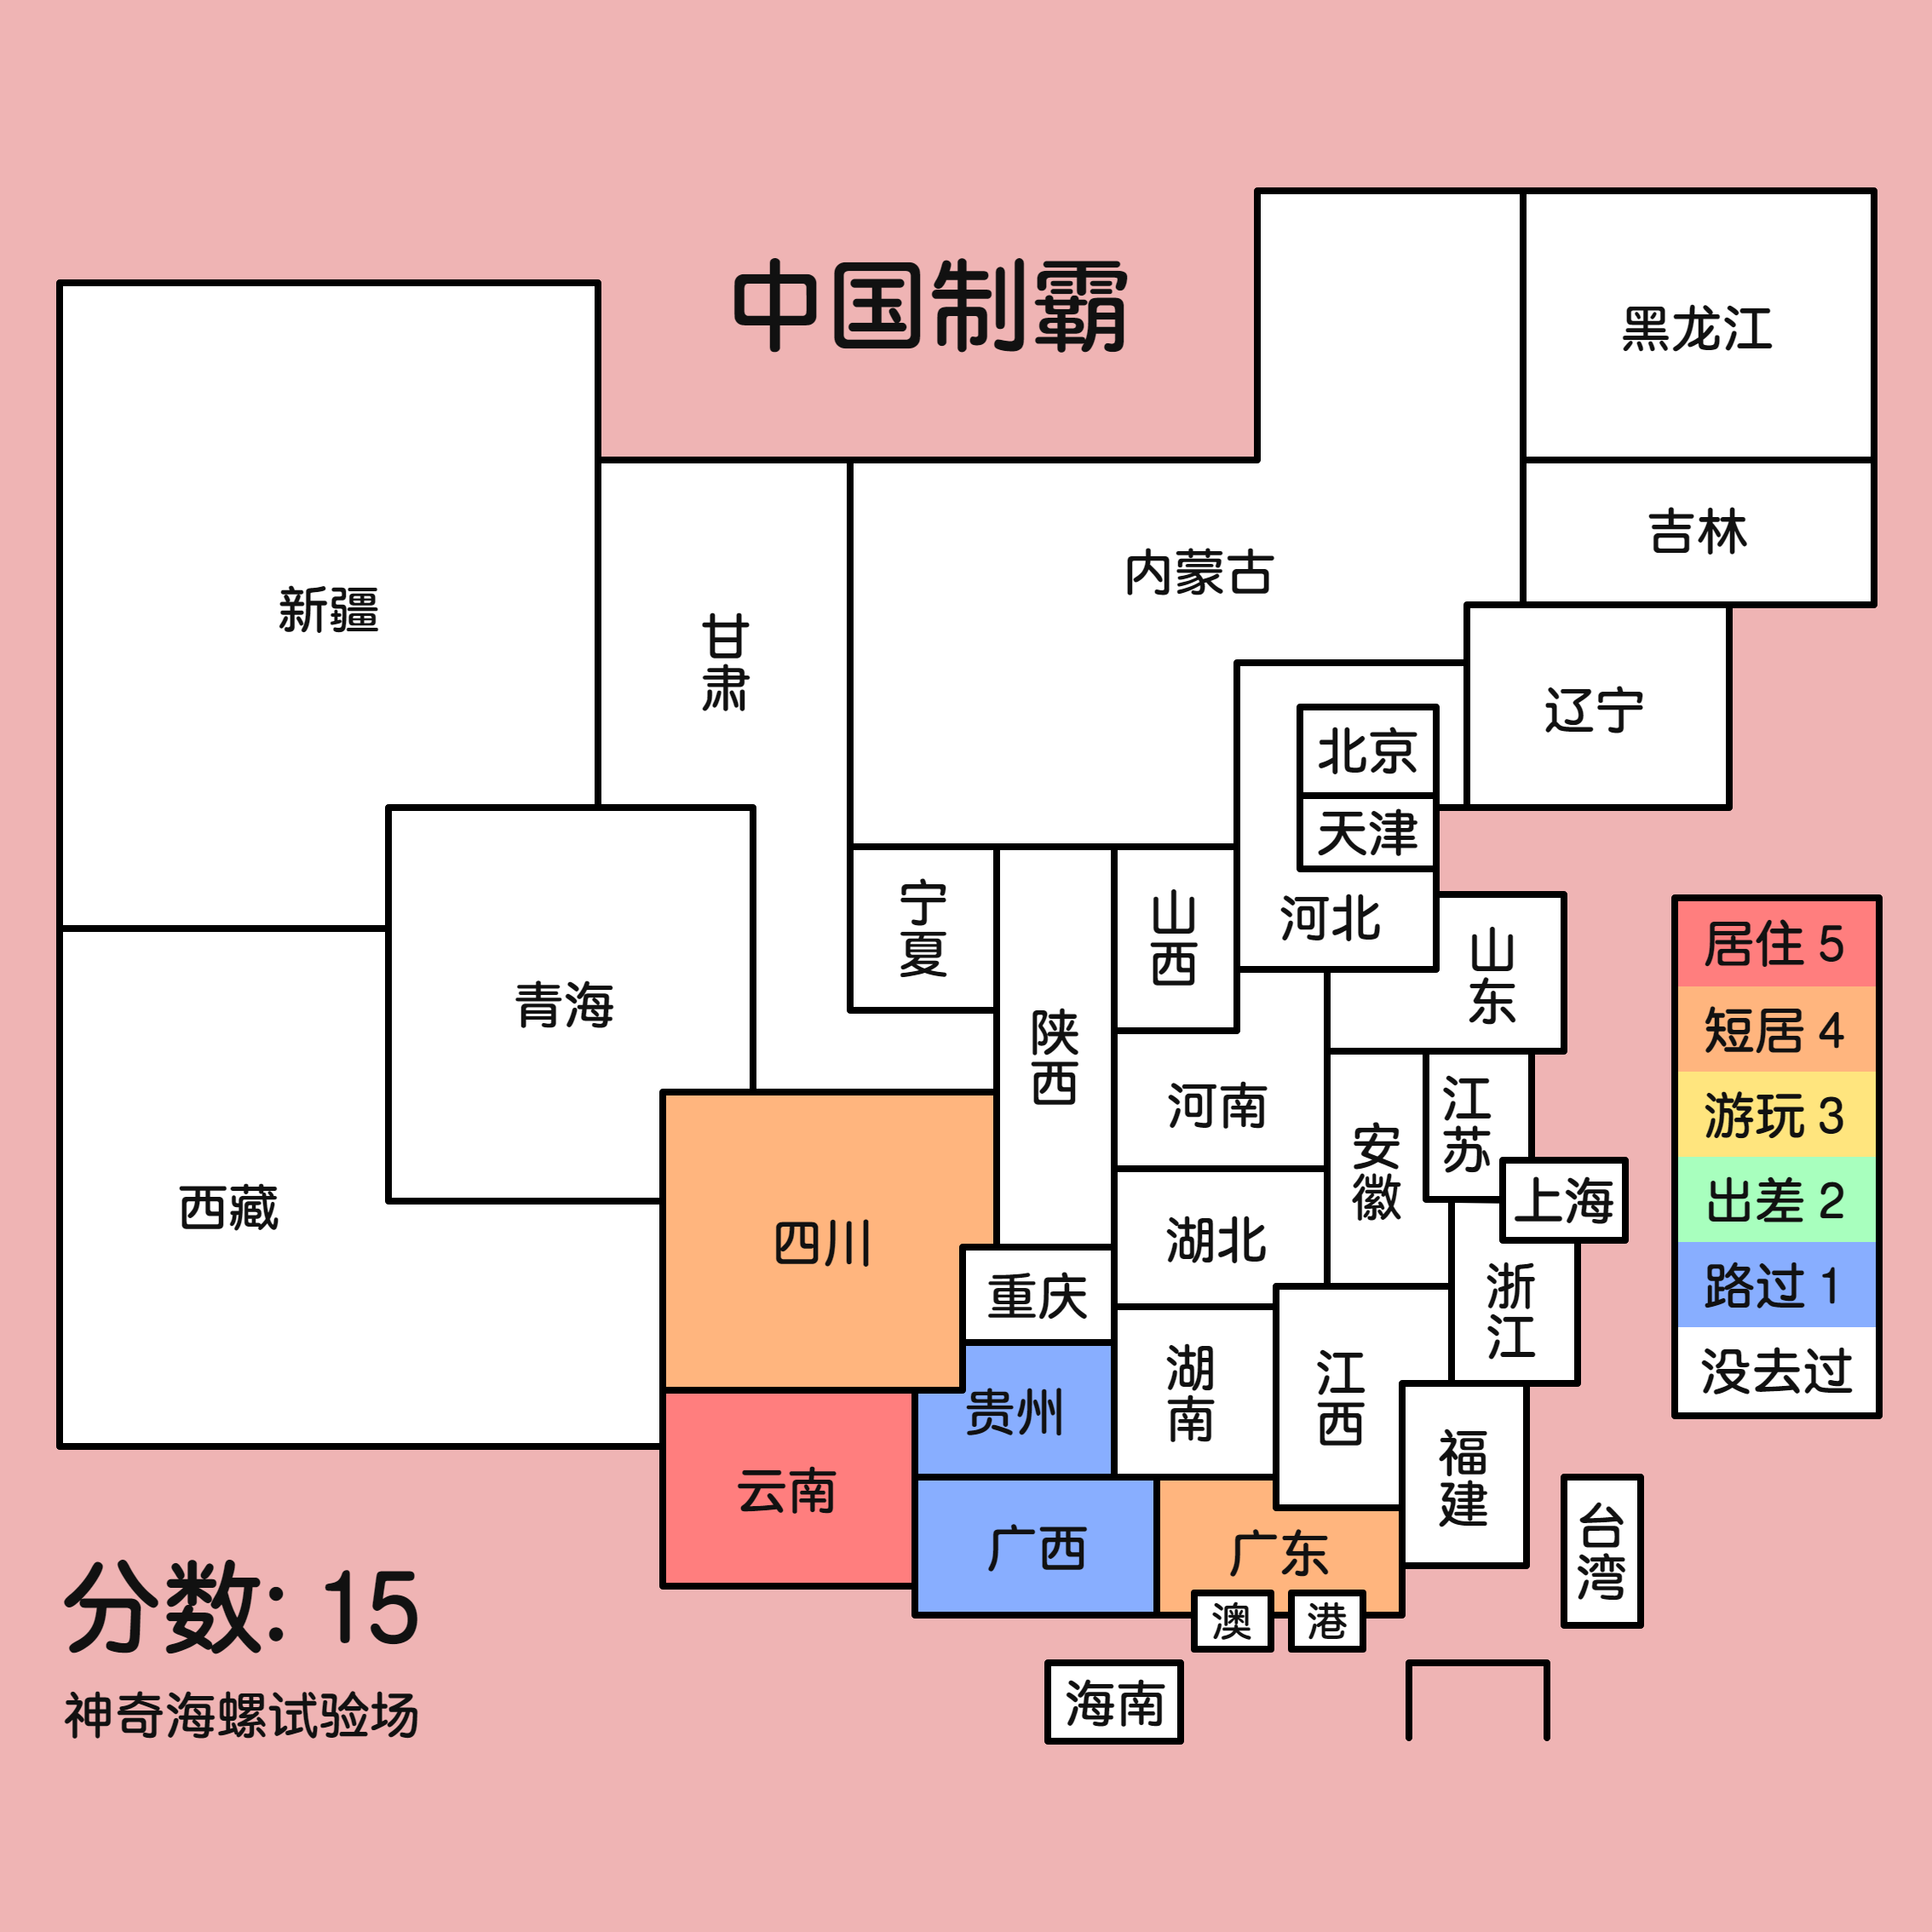 中国制霸
黑龙江
吉林
内蒙古
新疆
甘肃
辽宁
北京
天津
河北
宁夏
山西
山东
青海
陕西
河南
江苏
安徽
上海
西藏
四川
湖北
重庆
浙江
湖南
江西
贵州
福建
云南
广西
广东
台湾
澳
港
海南
居住 5
短居 4
游玩 3
出差 2
路过 1
没去过
分数: 15
神奇海螺试验场